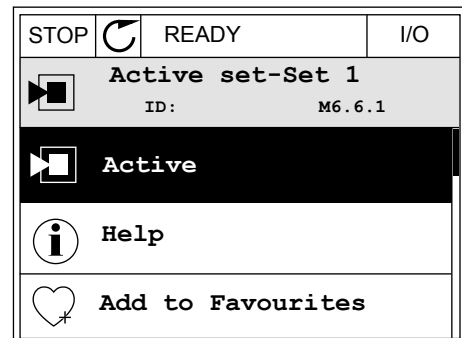 STOP READY I/O
Active set-Set 1
ID: M6.6.1
Active
Help
Add to Favourites